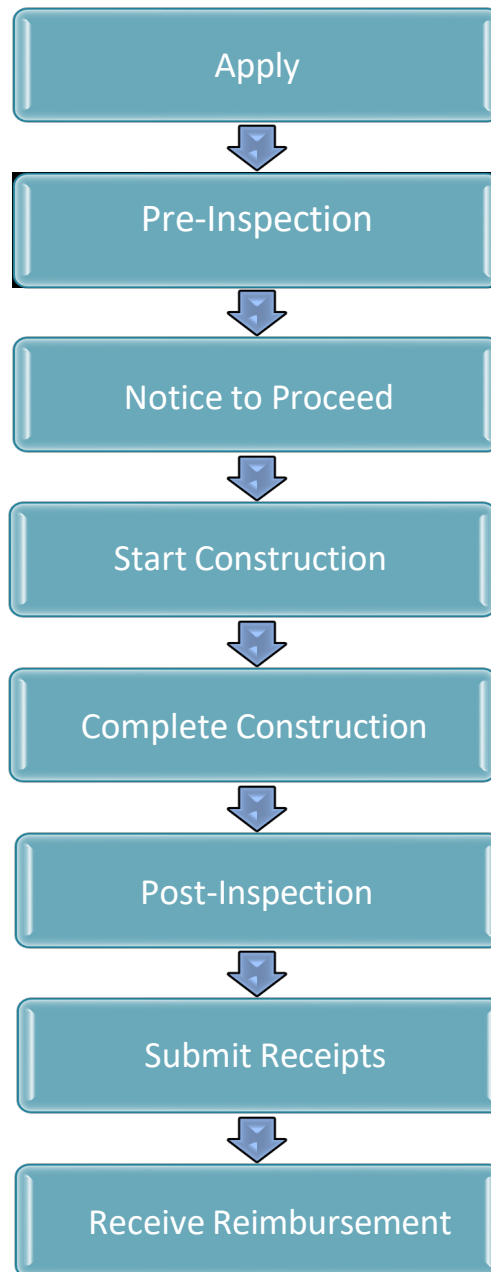 Apply
Pre-Inspection
Notice to Proceed
Start Construction
Complete Construction
Post-Inspection
Submit Receipts
Receive Reimbursement